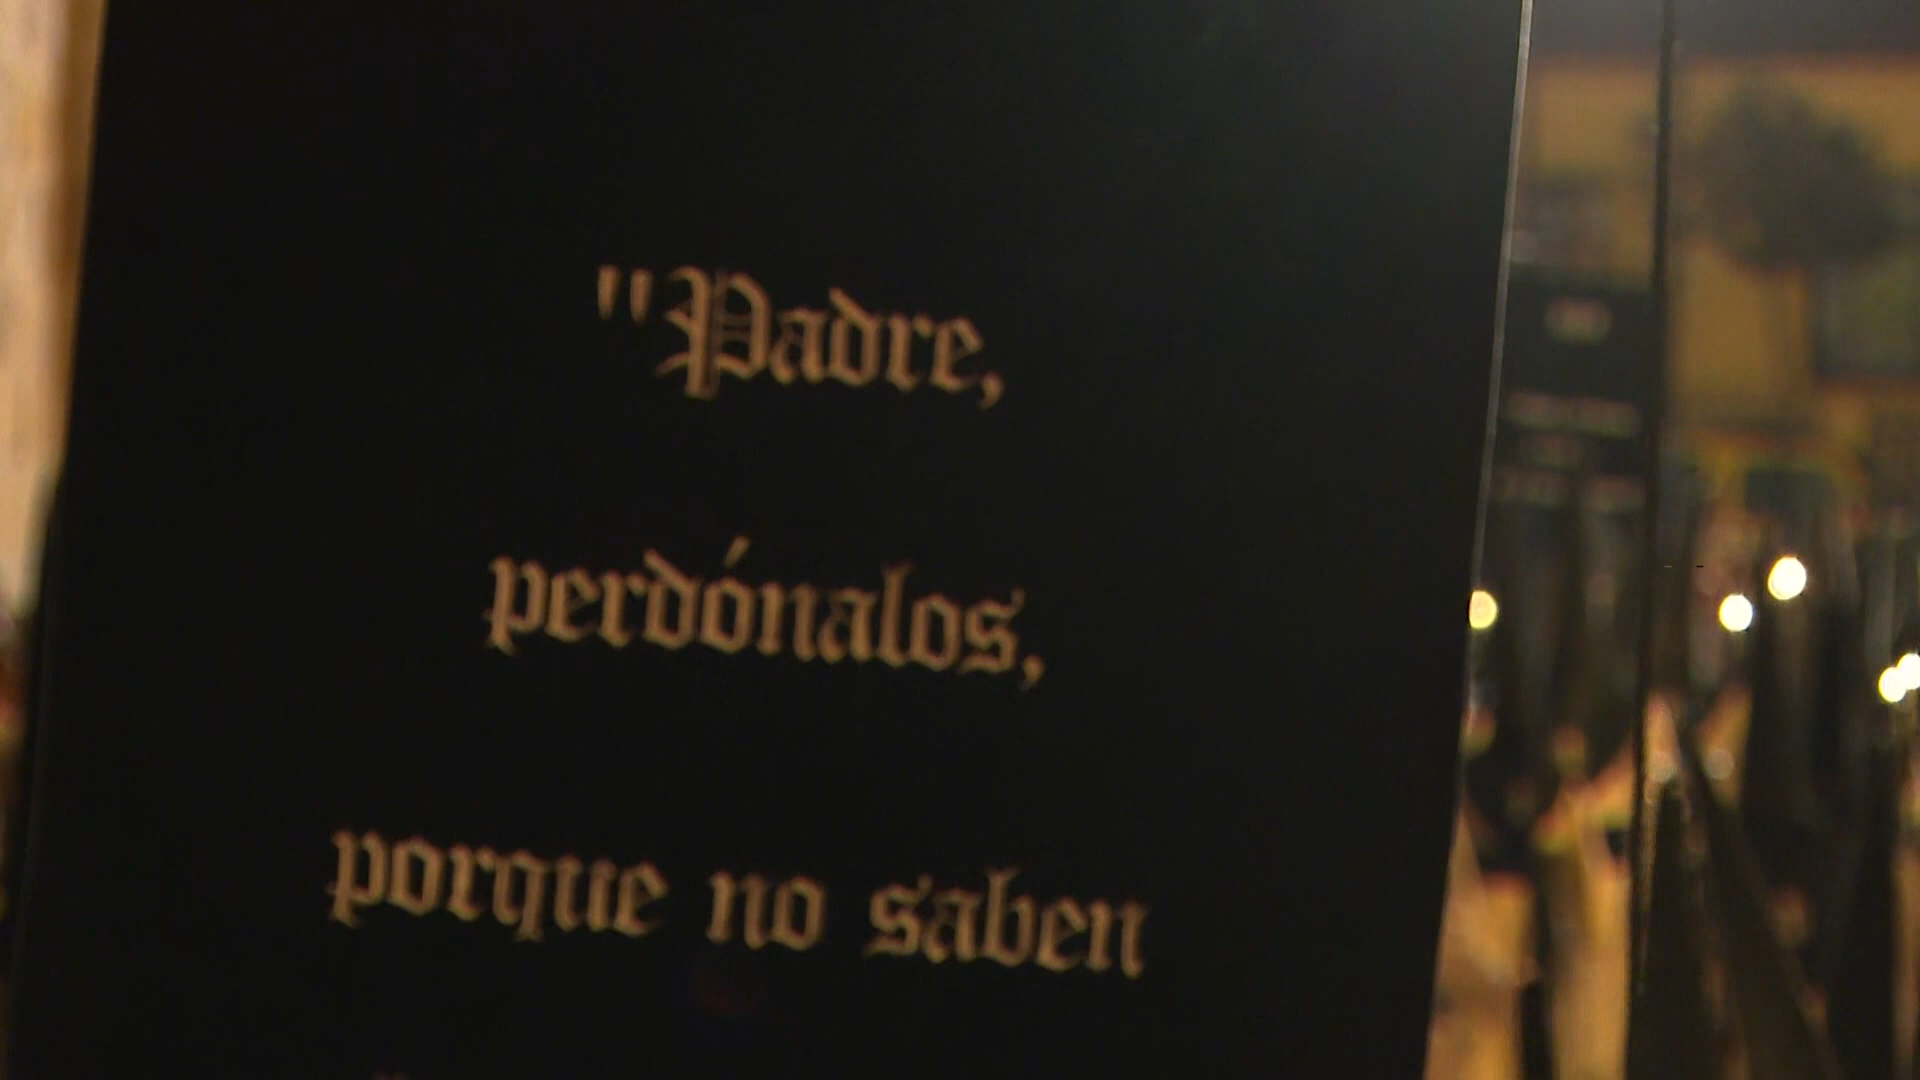 "Padre,
perdónalos,
porque no saben